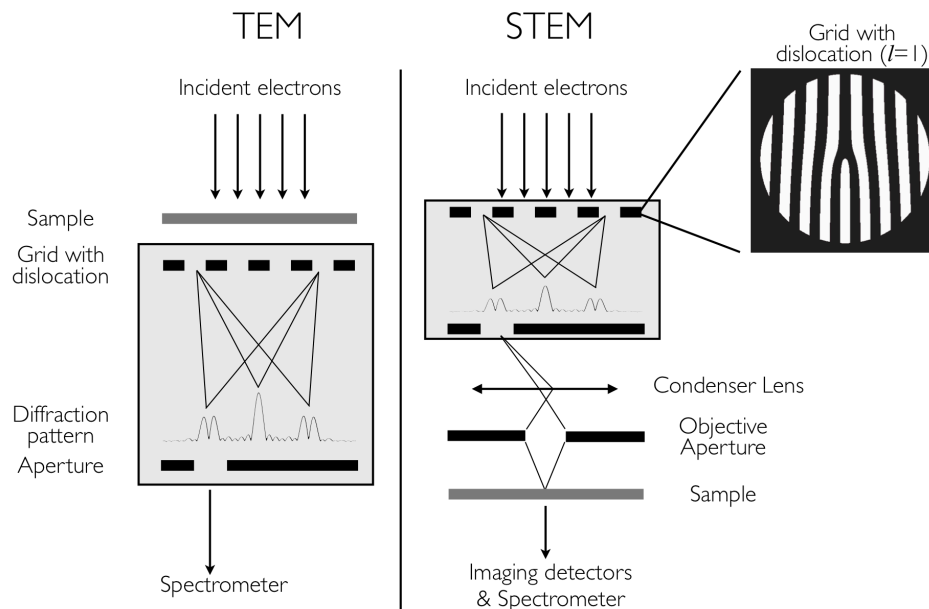 TEM
Incident electrons
Sample
Grid with
dislocation
Diffraction
pattern
Aperture
Spectrometer
STEM
Incident electrons
Grid with
dislocation (l=1)
Condenser Lens
Objective
Aperture
Sample
Imaging detectors
& Spectrometer